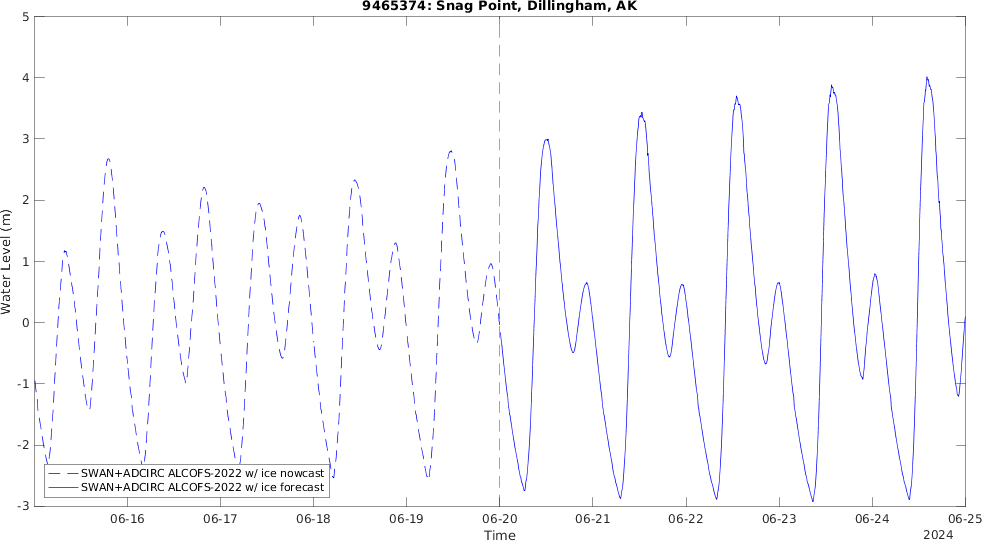 9465374: Snag Point, Dillingham, AK
Water Level (m)
5
4
3
2
1
0
-1
-2
-3
SWAN+ADCIRC ALCOFS-2022 w/ ice nowcast
SWAN+ADCIRC ALCOFS-2022 w/ ice forecast
06-16 06-17 06-18 06-19 06-20 06-21 06-22 06-23 06-24 06-25
Time
2024